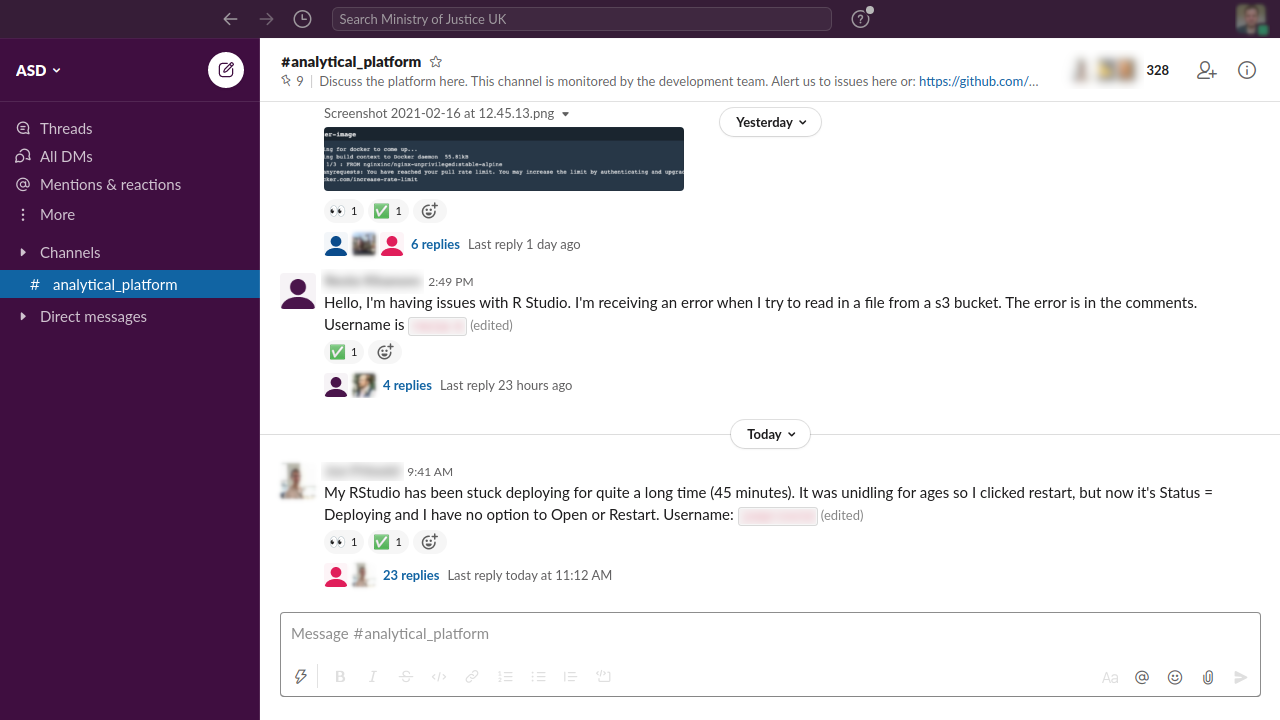 Search Ministry of Justice UK
ASD
Threads
All DMs
Mentions & reactions
More
Channels
# analytical_platform
Direct messages
#analytical_platform
9 Discuss the platform here. This channel is monitored by the development team. Alert us to issues here or: https://github.com/...
328
Screenshot 2021-02-16 at 12.45.13.png
Yesterday
er-image
ing for docker to come up...
ing build context to Docker daemon 55.81kB
1/3 : FROM nginxinc/nginx-unprivileged:stable-alpine
anyrequests: You have reached your pull rate limit. You may increase the limit by authenticating and upgrad
cker.com/increase-rate-limit
1 1
6 replies Last reply 1 day ago
2:49 PM
Hello, I'm having issues with R Studio. I'm receiving an error when I try to read in a file from a s3 bucket. The error is in the comments.
Username is (edited)
1
4 replies Last reply 23 hours ago
Today
9:41 AM
My RStudio has been stuck deploying for quite a long time (45 minutes). It was unidling for ages so I clicked restart, but now it's Status =
Deploying and I have no option to Open or Restart. Username: (edited)
1 1
23 replies Last reply today at 11:12 AM
Message #analytical_platform
B I S </> Aa @